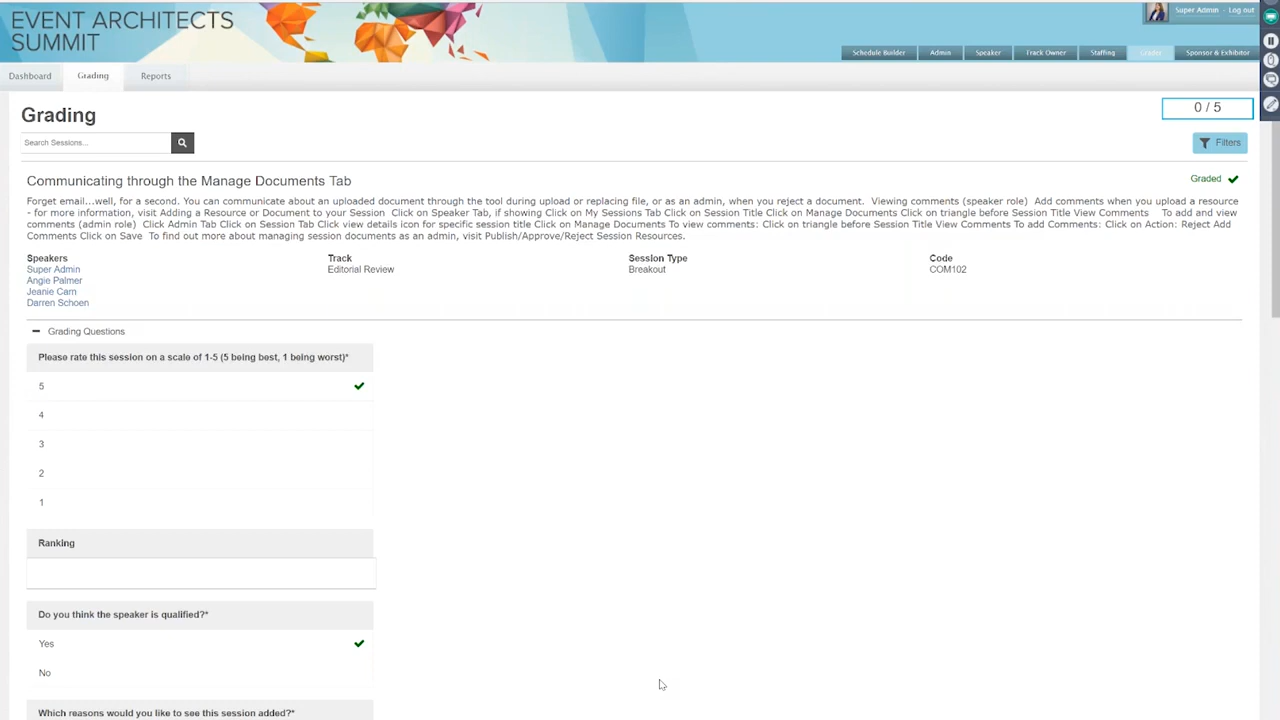 EVENT ARCHITECTS
SUMMIT
Super Admin - Log out
Schedule Builder Admin Speaker Track Owner Staffing Grader Sponsor & Exhibitor
Dashboard Grading Reports
Grading
0 / 5
Search Sessions...
Filters
Communicating through the Manage Documents Tab
Graded
Forget email...well, for a second. You can communicate about an uploaded document through the tool during upload or replacing file, or as an admin, when you reject a document. Viewing comments (speaker role) Add comments when you upload a resource
- for more information, visit Adding a Resource or Document to your Session Click on Speaker Tab, if showing Click on My Sessions Tab Click on Session Title Click on Manage Documents Click on triangle before Session Title View Comments To add and view
comments (admin role) Click Admin Tab Click on Session Tab Click view details icon for specific session title Click on Manage Documents To view comments: Click on triangle before Session Title View Comments To add Comments: Click on Action: Reject Add
Comments Click on Save To find out more about managing session documents as an admin, visit Publish/Approve/Reject Session Resources.
Speakers Track Session Type Code
Super Admin Editorial Review Breakout COM102
Angie Palmer
Jeanie Carn
Darren Schoen
Grading Questions
Please rate this session on a scale of 1-5 (5 being best, 1 being worst)*
5
4
3
2
1
Ranking
Do you think the speaker is qualified?*
Yes
No
Which reasons would you like to see this session added?*